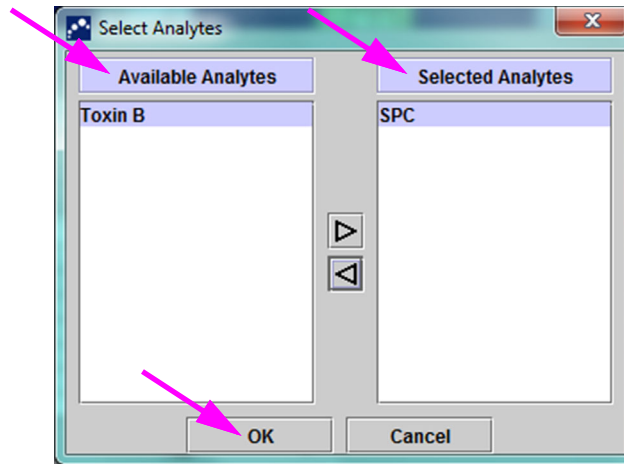 Select Analytes
Available Analytes
Selected Analytes
Toxin B
SPC
OK
Cancel